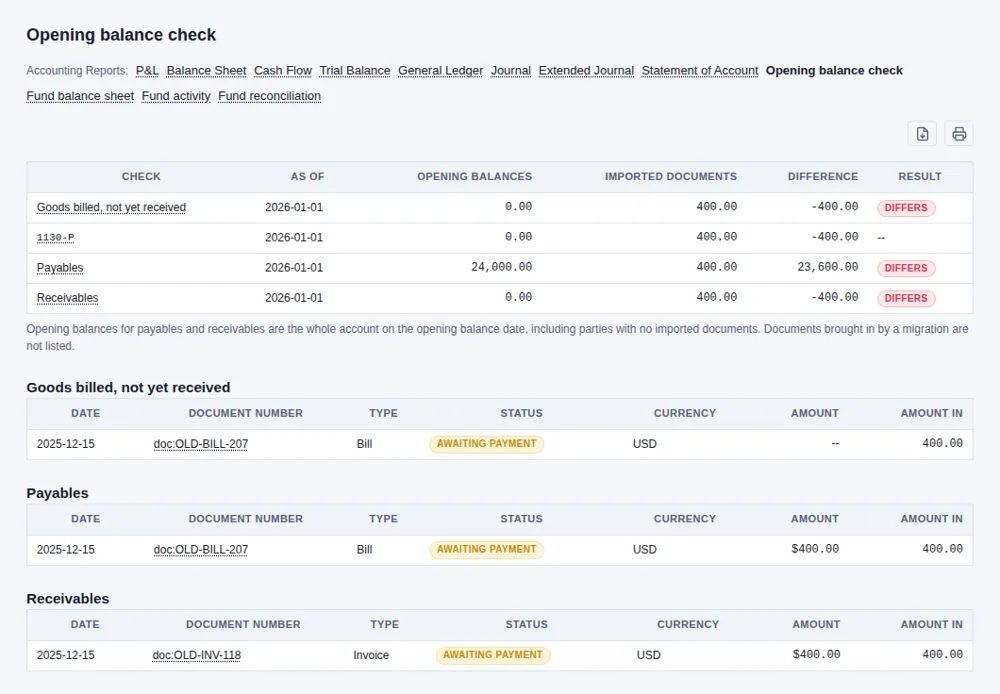 Opening balance check
Accounting Reports: P&L Balance Sheet Cash Flow Trial Balance General Ledger Journal Extended Journal Statement of Account Opening balance check
Fund balance sheet Fund activity Fund reconciliation
CHECK AS OF OPENING BALANCES IMPORTED DOCUMENTS DIFFERENCE RESULT
Goods billed, not yet received 2026-01-01 0.00 400.00 -400.00 DIFFERS
1130-P 2026-01-01 0.00 400.00 -400.00 --
Payables 2026-01-01 24,000.00 400.00 23,600.00 DIFFERS
Receivables 2026-01-01 0.00 400.00 -400.00 DIFFERS
Opening balances for payables and receivables are the whole account on the opening balance date, including parties with no imported documents. Documents brought in by a migration are
not listed.
Goods billed, not yet received
DATE DOCUMENT NUMBER TYPE STATUS CURRENCY AMOUNT AMOUNT IN
2025-12-15 doc:OLD-BILL-207 Bill AWAITING PAYMENT USD -- 400.00
Payables
DATE DOCUMENT NUMBER TYPE STATUS CURRENCY AMOUNT AMOUNT IN
2025-12-15 doc:OLD-BILL-207 Bill AWAITING PAYMENT USD $400.00 400.00
Receivables
DATE DOCUMENT NUMBER TYPE STATUS CURRENCY AMOUNT AMOUNT IN
2025-12-15 doc:OLD-INV-118 Invoice AWAITING PAYMENT USD $400.00 400.00